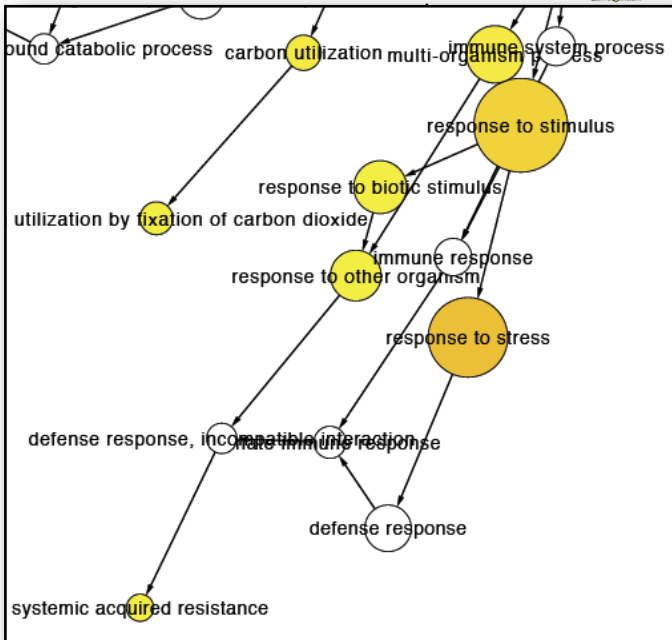 ound catabolic process
carbon utilization
multi-organism process
immune system process
response to stimulus
response to biotic stimulus
utilization by fixation of carbon dioxide
immune response
response to other organism
response to stress
defense response, incompatible interaction
innate immune response
defense response
systemic acquired resistance